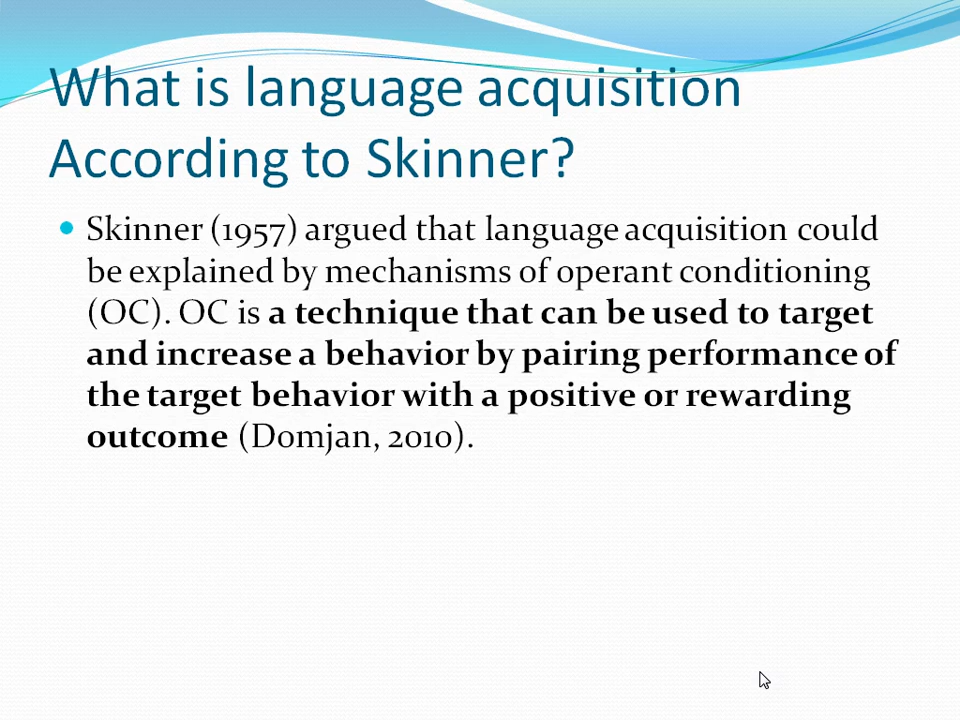 What is language acquisition
According to Skinner?
Skinner (1957) argued that language acquisition could
be explained by mechanisms of operant conditioning
(OC). OC is a technique that can be used to target
and increase a behavior by pairing performance of
the target behavior with a positive or rewarding
outcome (Domjan, 2010).